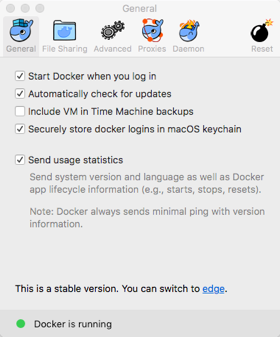 General
General
File Sharing
Advanced
Proxies
Daemon
Reset
Start Docker when you log in
Automatically check for updates
Include VM in Time Machine backups
Securely store docker logins in macOS keychain
Send usage statistics
Send system version and language as well as Docker
app lifecycle information (e.g., starts, stops, resets).
Note: Docker always sends minimal ping with version
information.
This is a stable version. You can switch to edge.
Docker is running